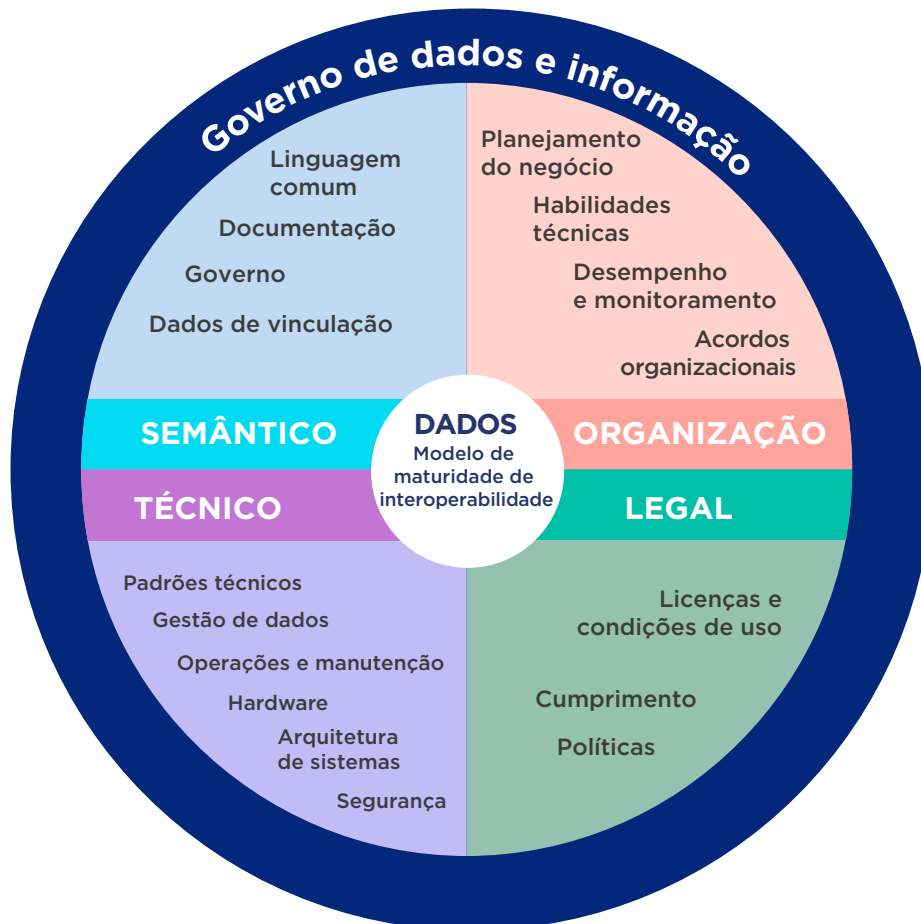 Governo de dados e informação
Linguagem
comum
Documentação
Governo
Dados de vinculação
Planejamento
do negócio
Habilidades
técnicas
Desempenho
e monitoramento
Acordos
organizacionais
SEMÂNTICO
DADOS
Modelo de
maturidade de
interoperabilidade
ORGANIZAÇÃO
TÉCNICO
LEGAL
Padrões técnicos
Gestão de dados
Operações e manutenção
Hardware
Arquitetura
de sistemas
Segurança
Licenças e
condições de uso
Cumprimento
Políticas